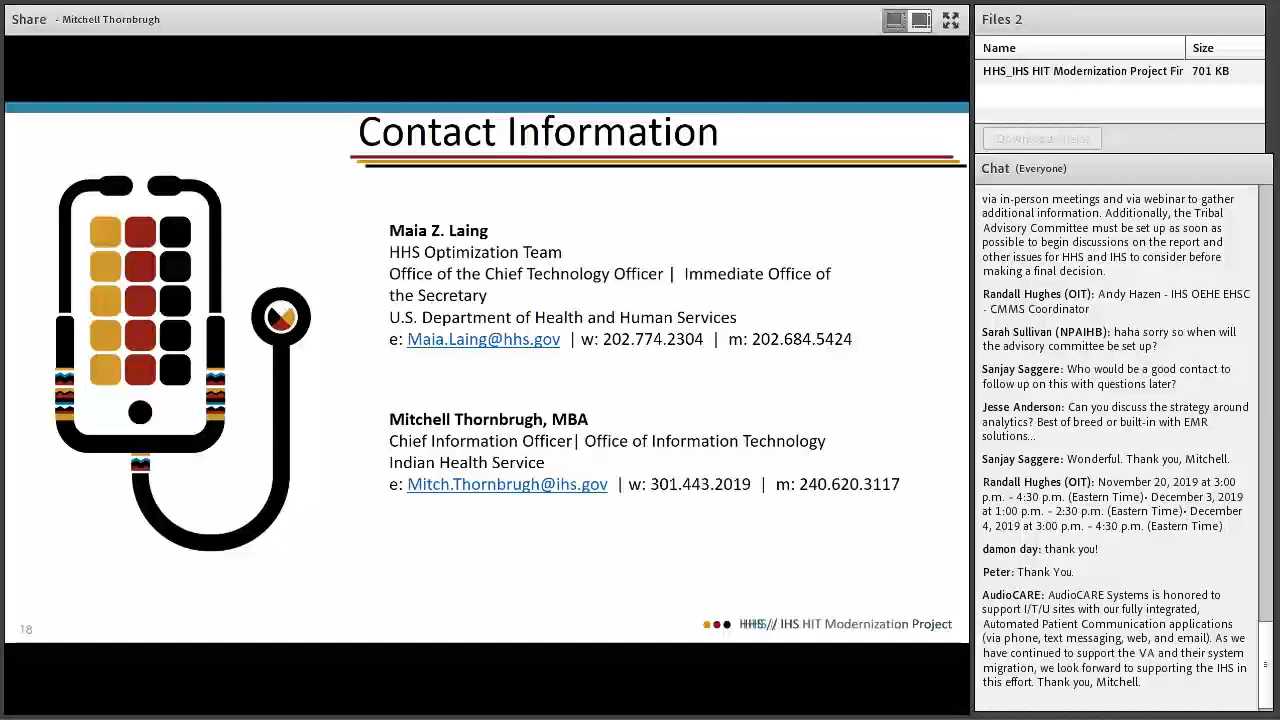 Share - Mitchell Thornbrugh
Contact Information
Maia Z. Laing
HHS Optimization Team
Office of the Chief Technology Officer | Immediate Office of
the Secretary
U.S. Department of Health and Human Services
e: Maia.Laing@hhs.gov | w: 202.774.2304 | m: 202.684.5424
Mitchell Thornbrugh, MBA
Chief Information Officer| Office of Information Technology
Indian Health Service
e: Mitch.Thornbrugh@ihs.gov | w: 301.443.2019 | m: 240.620.3117
18
HHS // IHS HIT Modernization Project
Files 2
Name Size
HHS_IHS HIT Modernization Project Fir 701 KB
Chat (Everyone)
via in-person meetings and via webinar to gather
additional information. Additionally, the Tribal
Advisory Committee must be set up as soon as
possible to begin discussions on the report and
other issues for HHS and IHS to consider before
making a final decision.
Randall Hughes (OIT): Andy Hazen - IHS OEHE EHSC
- CMMS Coordinator
Sarah Sullivan (NPAIHB): haha sorry so when will
the advisory committee be set up?
Sanjay Saggere: Who would be a good contact to
follow up on this with questions later?
Jesse Anderson: Can you discuss the strategy around
analytics? Best of breed or built-in with EMR
solutions...
Sanjay Saggere: Wonderful. Thank you, Mitchell.
Randall Hughes (OIT): November 20, 2019 at 3:00
p.m. – 4:30 p.m. (Eastern Time)• December 3, 2019
at 1:00 p.m. – 2:30 p.m. (Eastern Time)• December
4, 2019 at 3:00 p.m. – 4:30 p.m. (Eastern Time)
damon day: thank you!
Peter: Thank You.
AudioCARE: AudioCARE Systems is honored to
support I/T/U sites with our fully integrated,
Automated Patient Communication applications
(via phone, text messaging, web, and email). As we
have continued to support the VA and their system
migration, we look forward to supporting the IHS in
this effort. Thank you, Mitchell.